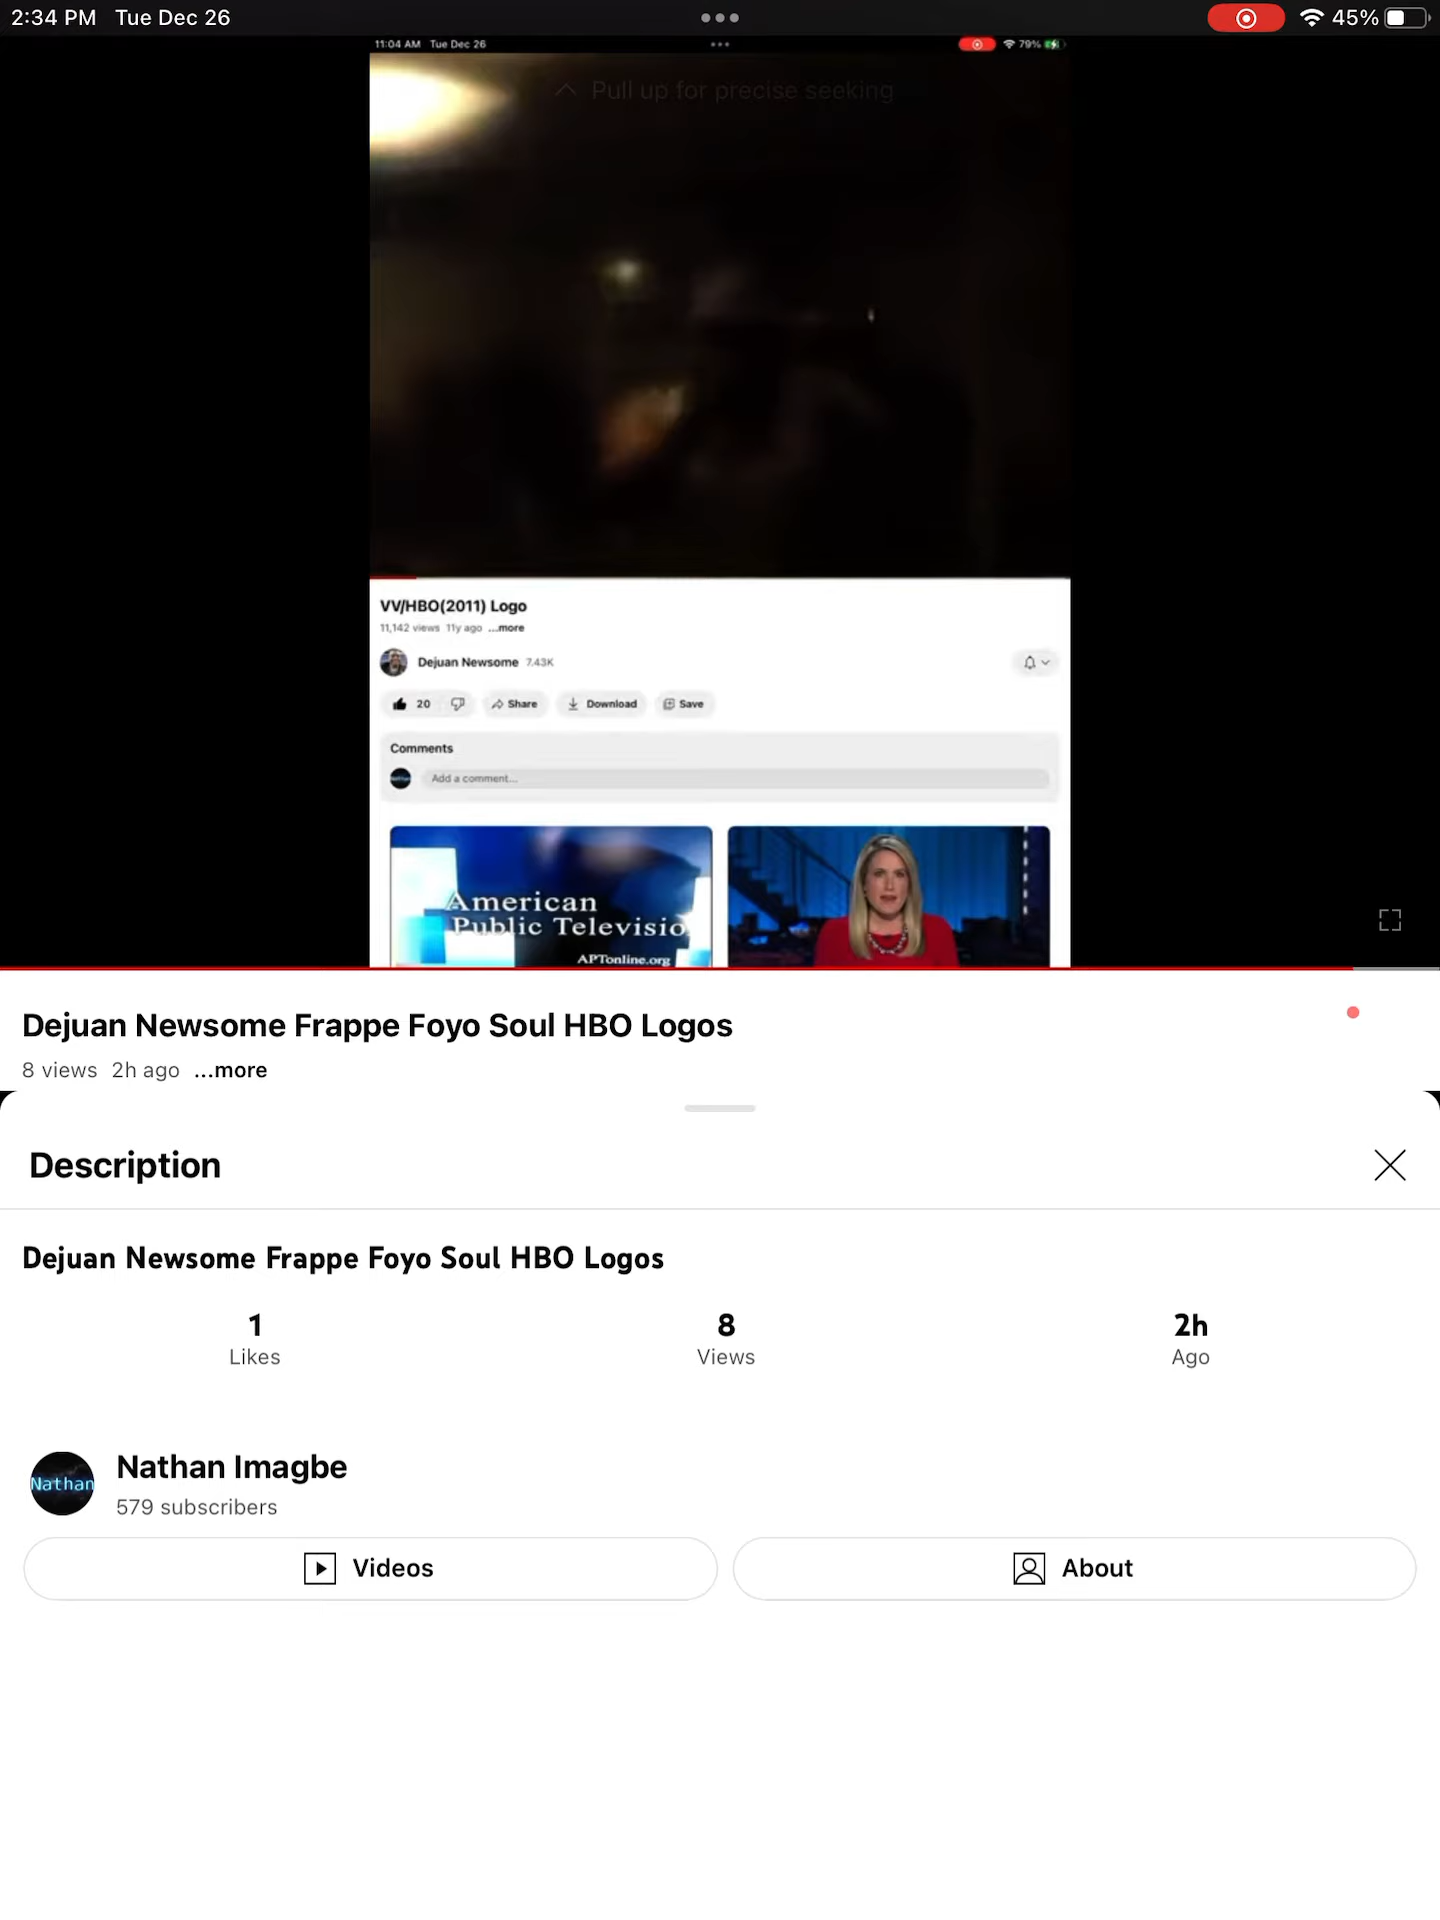 2:34 PM Tue Dec 26
45%
11:04 AM Tue Dec 26
79%
Pull up for precise seeking
VV/HBO(2011) Logo
11,142 views 11y ago ...more
Dejuan Newsome 7.43K
20 Share Download Save
Comments
Add a comment...
American
Public Televisio
APTonline.org
Dejuan Newsome Frappe Foyo Soul HBO Logos
8 views 2h ago ...more
Description
Dejuan Newsome Frappe Foyo Soul HBO Logos
1 8 2h
Likes Views Ago
Nathan
Nathan Imagbe
579 subscribers
Videos About